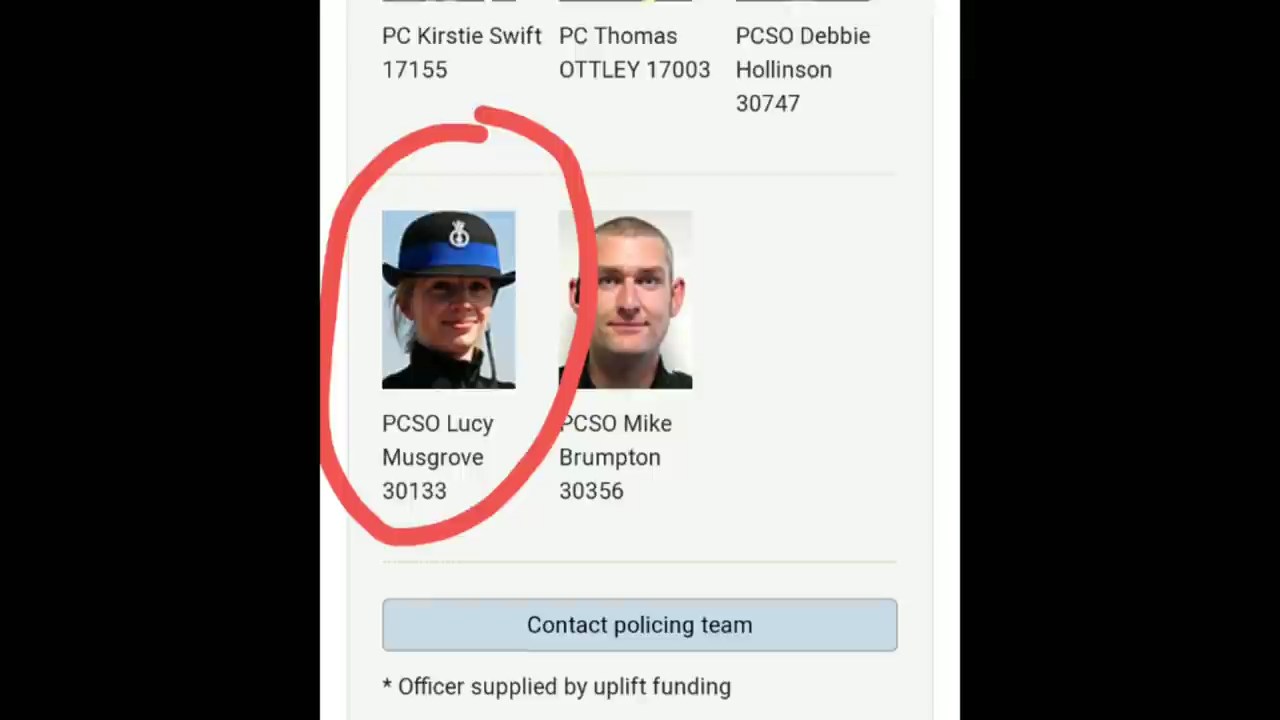 PC Kirstie Swift
17155
PC Thomas
OTTLEY 17003
PCSO Debbie
Hollinson
30747
PCSO Lucy
Musgrove
30133
PCSO Mike
Brumpton
30356
Contact policing team
* Officer supplied by uplift funding